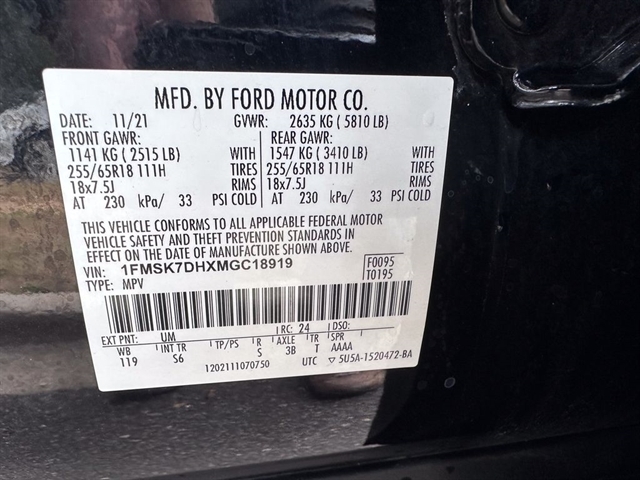 MFD. BY FORD MOTOR CO.
DATE: 11/21 GVWR: 2635 KG ( 5810 LB)
FRONT GAWR: REAR GAWR:
1141 KG ( 2515 LB) WITH 1547 KG ( 3410 LB) WITH
255/65R18 111H TIRES 255/65R18 111H TIRES
18x7.5J RIMS 18x7.5J RIMS
AT 230 kPa/ 33 PSI COLD AT 230 kPa/ 33 PSI COLD
THIS VEHICLE CONFORMS TO ALL APPLICABLE FEDERAL MOTOR
VEHICLE SAFETY AND THEFT PREVENTION STANDARDS IN
EFFECT ON THE DATE OF MANUFACTURE SHOWN ABOVE.
VIN: 1FMSK7DHXMGC18919 F0095
TYPE: MPV T0195
EXT PNT: UM RC: 24 DSO:
WB INT TR TP/PS R AXLE TR SPR
119 S6 S 3B T AAAA
1202111070750 UTC ▽ 5U5A-1520472-BA